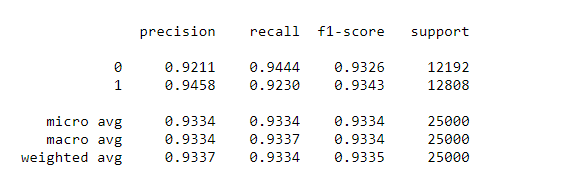 precision recall f1-score support
0 0.9211 0.9444 0.9326 12192
1 0.9458 0.9230 0.9343 12808
micro avg 0.9334 0.9334 0.9334 25000
macro avg 0.9334 0.9337 0.9334 25000
weighted avg 0.9337 0.9334 0.9335 25000